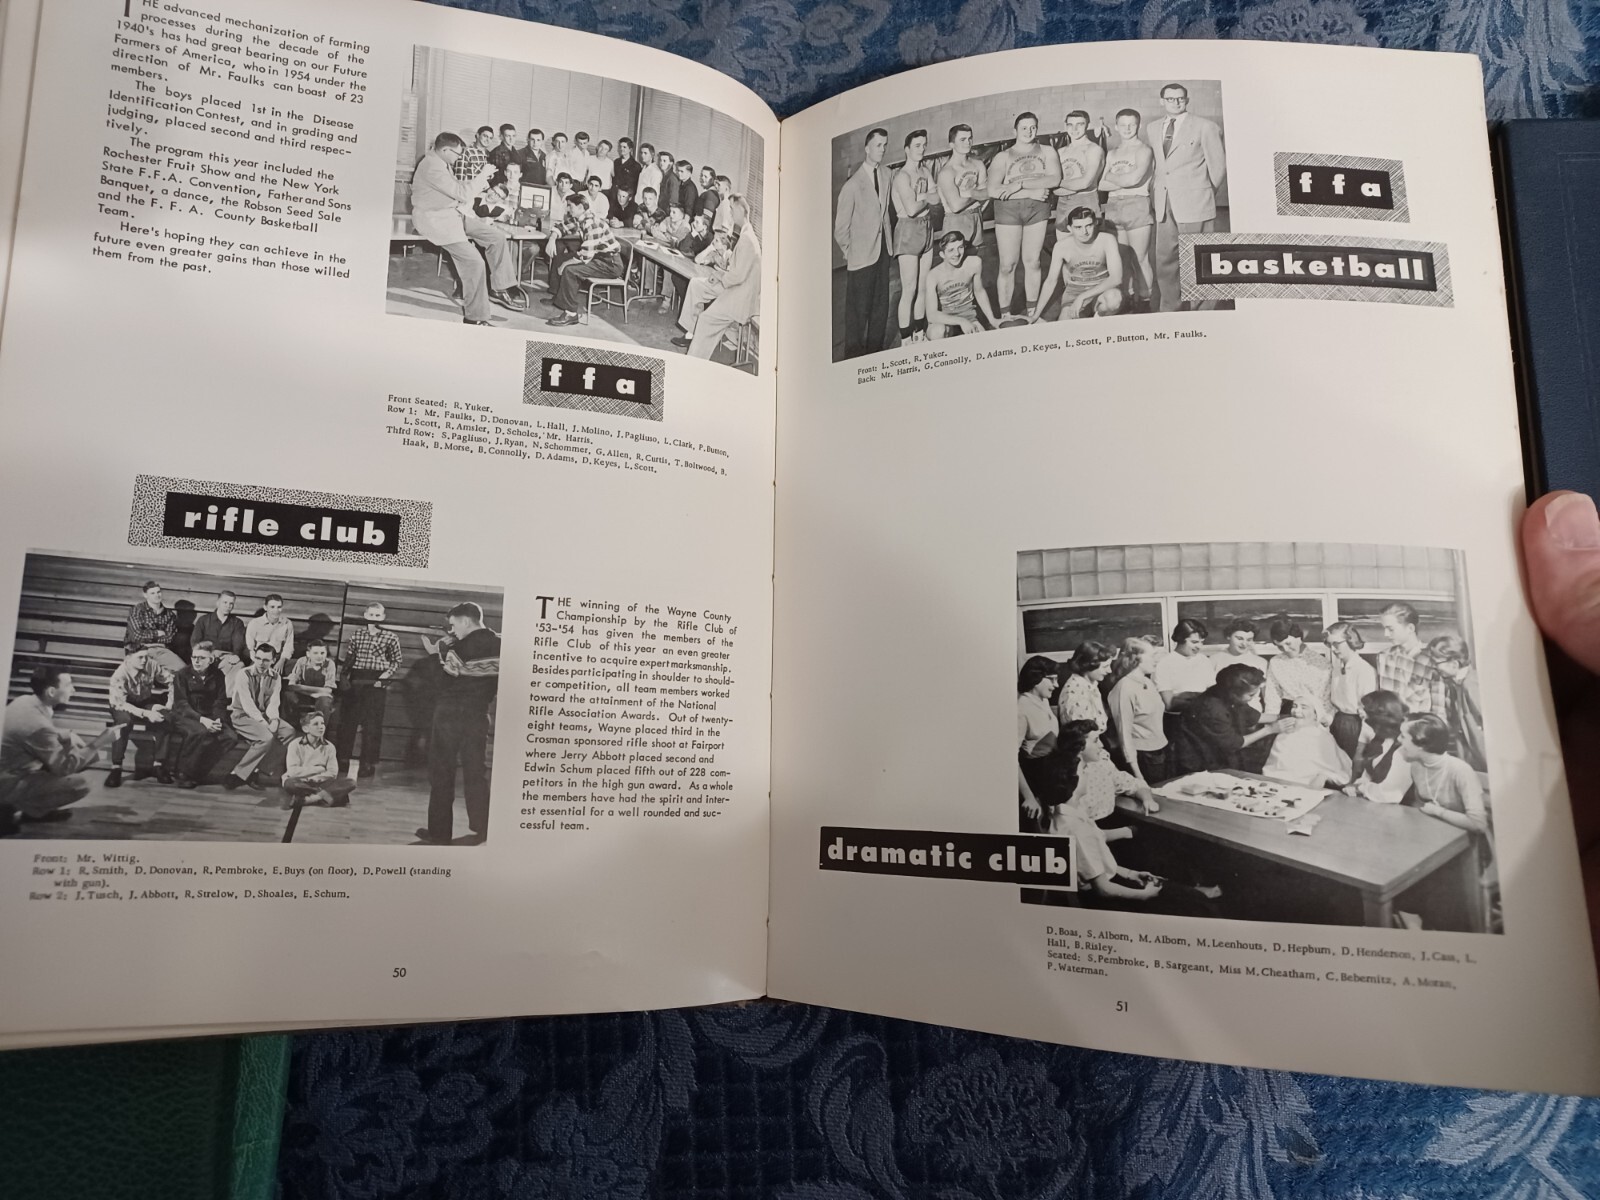 THE advanced mechanization of farming
processes during the decade of the
1940's has had great bearing on our Future
Farmers of America, who in 1954 under the
direction of Mr. Faulks can boast of 23
members.
The boys placed 1st in the Disease
Identification Contest, and in grading and
judging, placed second and third respec-
tively.
The program this year included the
Rochester Fruit Show and the New York
State F.F.A. Convention, Father and Sons
Banquet, a dance, the Robson Seed Sale
and the F. F. A. County Basketball
Team.
Here's hoping they can achieve in the
future even greater gains than those willed
them from the past.
ffa
Front Seated: R. Yuker.
Row 1: Mr. Faulks, D. Donovan, L. Hall, J. Molino, J. Pagliuso, L. Clark, P. Button,
L. Scott, R. Amsler, D. Scholes, Mr. Harris.
Third Row: S. Pagliuso, J. Ryan, N. Schommer, G. Allen, R. Curtis, T. Boltwood, B.
Haak, B. Morse, B. Connolly, D. Adams, D. Keyes, L. Scott.
rifle club
THE winning of the Wayne County
Championship by the Rifle Club of
'53-'54 has given the members of the
Rifle Club of this year an even greater
incentive to acquire expert marksmanship.
Besides participating in shoulder to should-
er competition, all team members worked
toward the attainment of the National
Rifle Association Awards. Out of twenty-
eight teams, Wayne placed third in the
Crosman sponsored rifle shoot at Fairport
where Jerry Abbott placed second and
Edwin Schum placed fifth out of 228 com-
petitors in the high gun award. As a whole
the members have had the spirit and inter-
est essential for a well rounded and suc-
cessful team.
Front: Mr. Wittig.
Row 1: R. Smith, D. Donovan, R. Pembroke, E. Buys (on floor), D. Powell (standing
with gun).
Row 2: J. Tusch, J. Abbott, R. Strelow, D. Shoales, E. Schum.
50
ffa
basketball
Front: L. Scott, R. Yuker.
Back: Mr. Harris, G. Connolly, D. Adams, D. Keyes, L. Scott, P. Button, Mr. Faulks.
dramatic club
D. Boas, S. Alborn, M. Alborn, M. Leenhouts, D. Hepburn, D. Henderson, J. Cass, L.
Hall, B. Risley.
Seated: S. Pembroke, B. Sargeant, Miss M. Cheatham, C. Bebernitz, A. Moran,
P. Waterman.
51